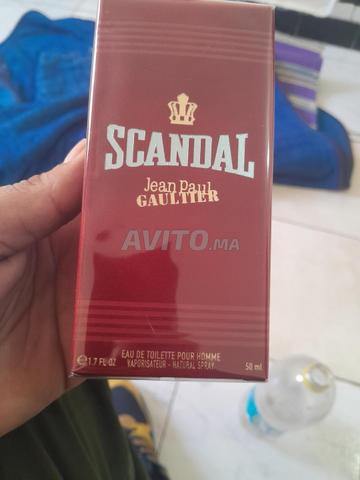 SCANDAL
Jean Paul
GAULTIER
AVITO.MA
EAU DE TOILETTE POUR HOMME
e 1.7 FL OZ VAPORISATEUR - NATURAL SPRAY 50 ml